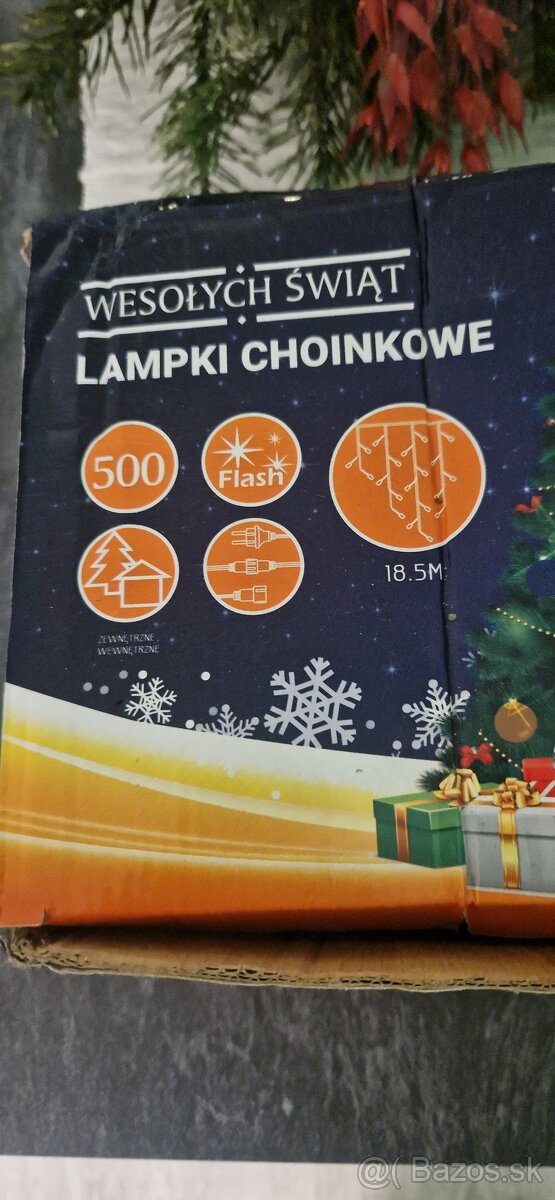 WESOŁYCH ŚWIĄT
LAMPKI CHOINKOWE
500
Flash
18.5M
ZEWNĘTRZNE,
WEWNĘTRZNE
@( Bazos.sk